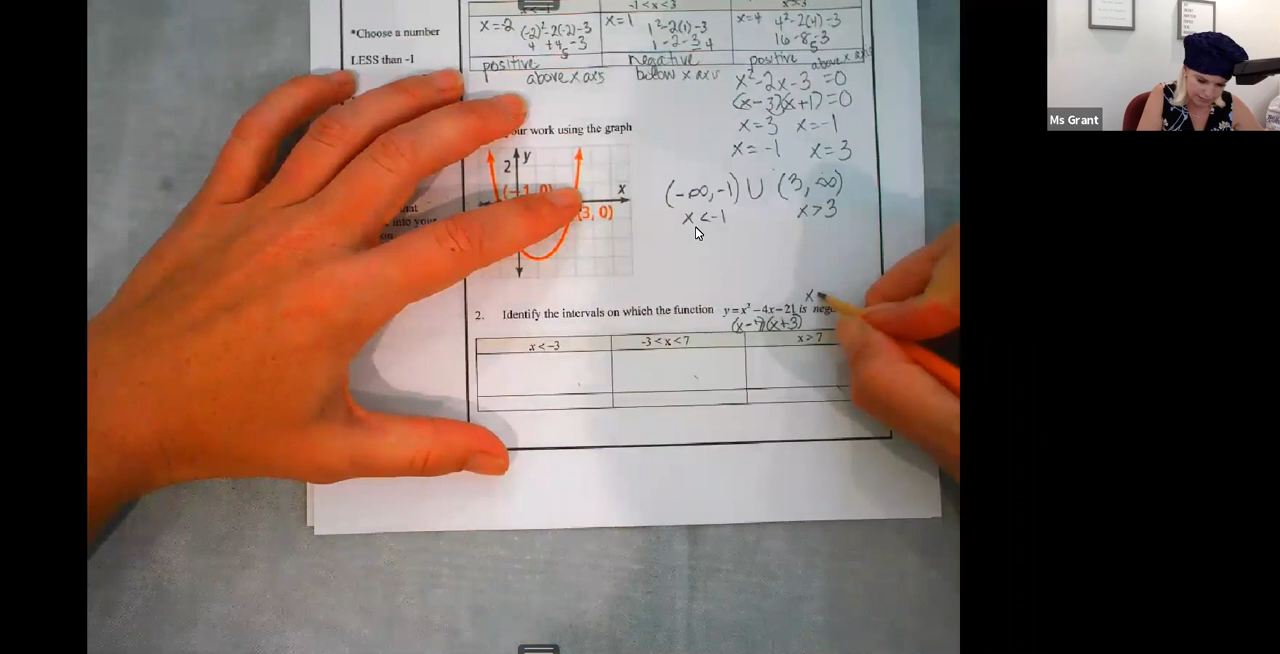 -1 < x < 3
*Choose a number
LESS than -1
x=-2 (-2)²-2(-2)-3
4 +4 -3
5
positive
above x axis
x=1 1²-2(1)-3
1-2-3 -4
negative
below x axis
x=4 4²-2(4)-3
16-8-3
5
positive above x axis
x²-2x-3=0
(x-3)(x+1)=0
x=3 x=-1
x=-1 x=3
(-∞,-1) U (3,∞)
x<-1 x>3
our work using the graph
y
2
x
(-1, 0)
(3, 0)
into your
2. Identify the intervals on which the function y=x²-4x-21 is neg
x
(x-7)(x+3)
x<-3 -3<x<7 x>7
Ms Grant